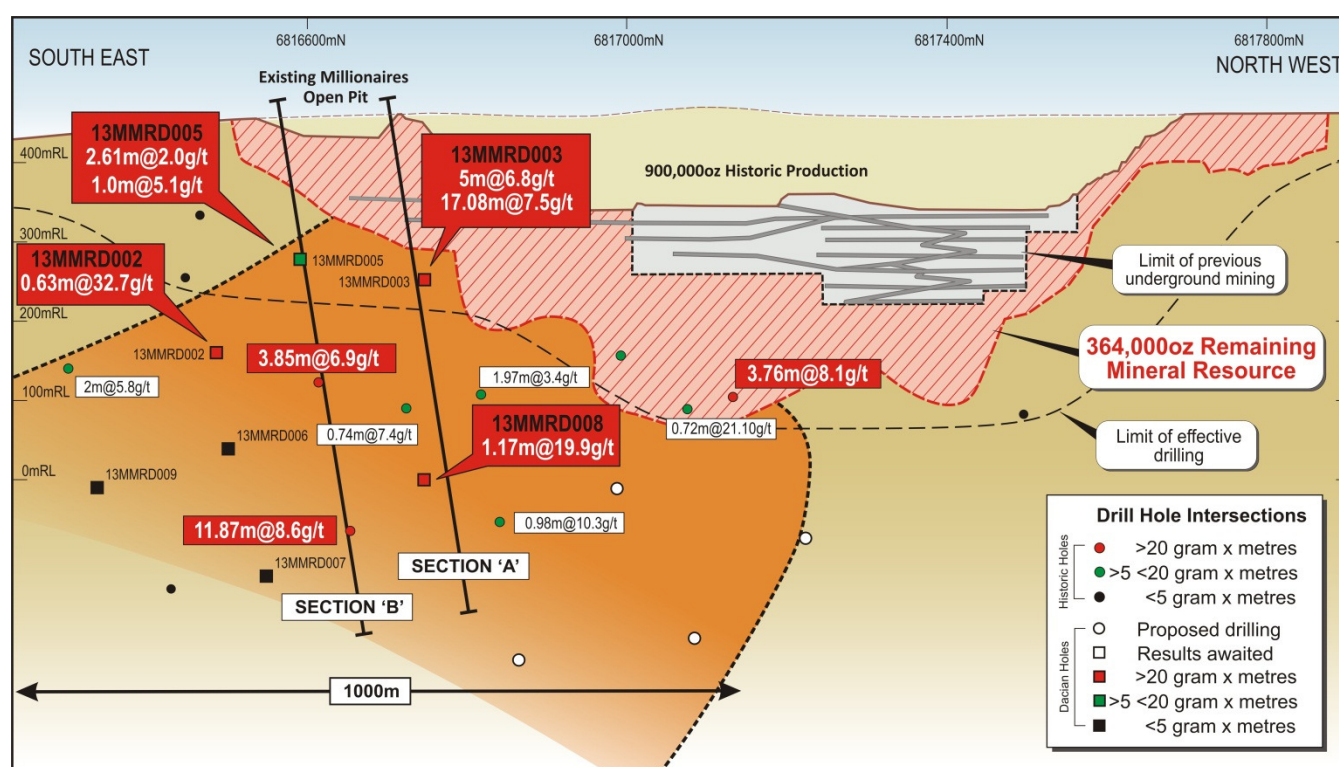 6816600mN
6817000mN
6817400mN
6817800mN
SOUTH EAST
NORTH WEST
Existing Millionaires
Open Pit
13MMRD005
2.61m@2.0g/t
1.0m@5.1g/t
13MMRD003
5m@6.8g/t
17.08m@7.5g/t
900,000oz Historic Production
400mRL
300mRL
200mRL
100mRL
0mRL
13MMRD002
0.63m@32.7g/t
13MMRD005
13MMRD003
Limit of previous
underground mining
364,000oz Remaining
Mineral Resource
13MMRD002
3.85m@6.9g/t
2m@5.8g/t
1.97m@3.4g/t
3.76m@8.1g/t
0.74m@7.4g/t
13MMRD008
1.17m@19.9g/t
0.72m@21.10g/t
Limit of effective
drilling
13MMRD006
13MMRD009
11.87m@8.6g/t
0.98m@10.3g/t
13MMRD007
SECTION 'A'
SECTION 'B'
1000m
Drill Hole Intersections
Historic Holes
>20 gram x metres
>5 <20 gram x metres
<5 gram x metres
Dacian Holes
Proposed drilling
Results awaited
>20 gram x metres
>5 <20 gram x metres
<5 gram x metres